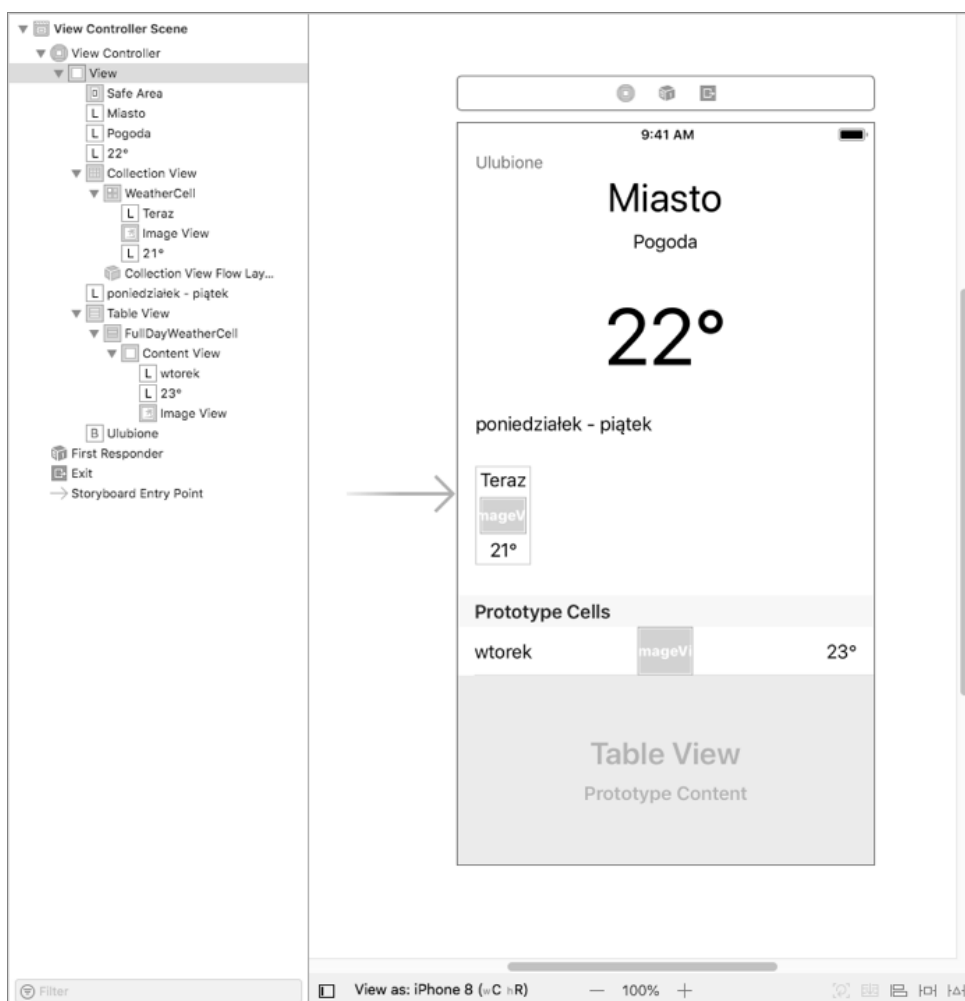 View Controller Scene
View Controller
View
Safe Area
L Miasto
L Pogoda
L 22°
Collection View
WeatherCell
L Teraz
Image View
L 21°
Collection View Flow Lay...
L poniedziałek - piątek
Table View
FullDayWeatherCell
Content View
L wtorek
L 23°
Image View
B Ulubione
First Responder
Exit
Storyboard Entry Point
Filter
9:41 AM
Ulubione
Miasto
Pogoda
22°
poniedziałek - piątek
Teraz
mageV
21°
Prototype Cells
wtorek mageVi 23°
Table View
Prototype Content
View as: iPhone 8 (wC hR) — 100% +